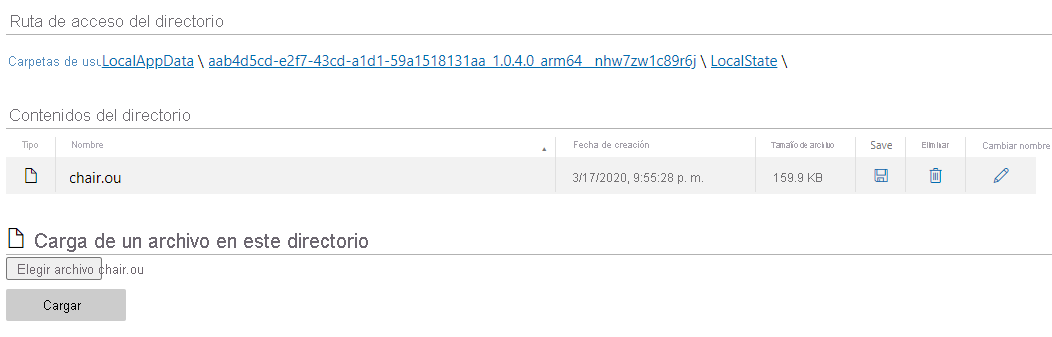 Ruta de acceso del directorio
Carpetas de usu LocalAppData \ aab4d5cd-e2f7-43cd-a1d1-59a1518131aa_1.0.4.0_arm64__nhw7zw1c89r6j \ LocalState \
Contenidos del directorio
Tipo Nombre Fecha de creación Tamaño de archivo Save Eliminar Cambiar nombre
chair.ou 3/17/2020, 9:55:28 p. m. 159.9 KB
Carga de un archivo en este directorio
Elegir archivo chair.ou
Cargar